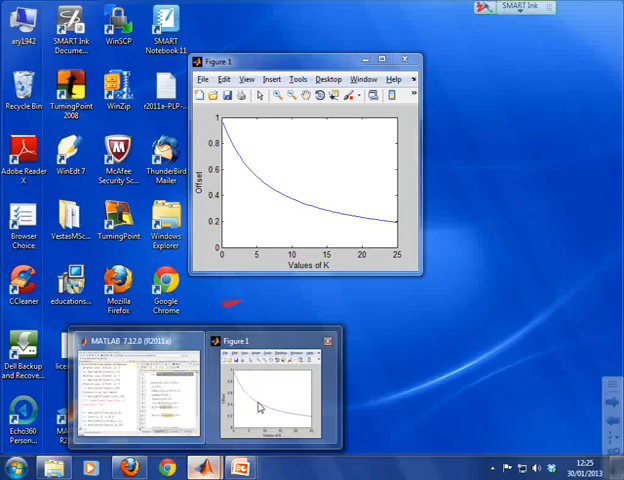 SMART Ink
ary1942
SMART Ink
Docume...
WinSCP
SMART
Notebook 11
Recycle Bin
TurningPoint
2008
WinZip
r2011a-PLP-...
Adobe Reader
X
WinEdt 7
McAfee
Security Sc...
ThunderBird
Mailer
Browser
Choice
VestasMSc...
TurningPoint
Windows
Explorer
CCleaner
educations...
Mozilla
Firefox
Google
Chrome
Dell Backup
and Recove...
Echo360
Person...
Figure 1
File Edit View Insert Tools Desktop Window Help
1
0.8
0.6
0.4
0.2
0
0 5 10 15 20 25
Offset
Values of K
MATLAB 7.12.0 (R2011a)
Figure 1
Offset
Values of K
12:25
30/01/2013